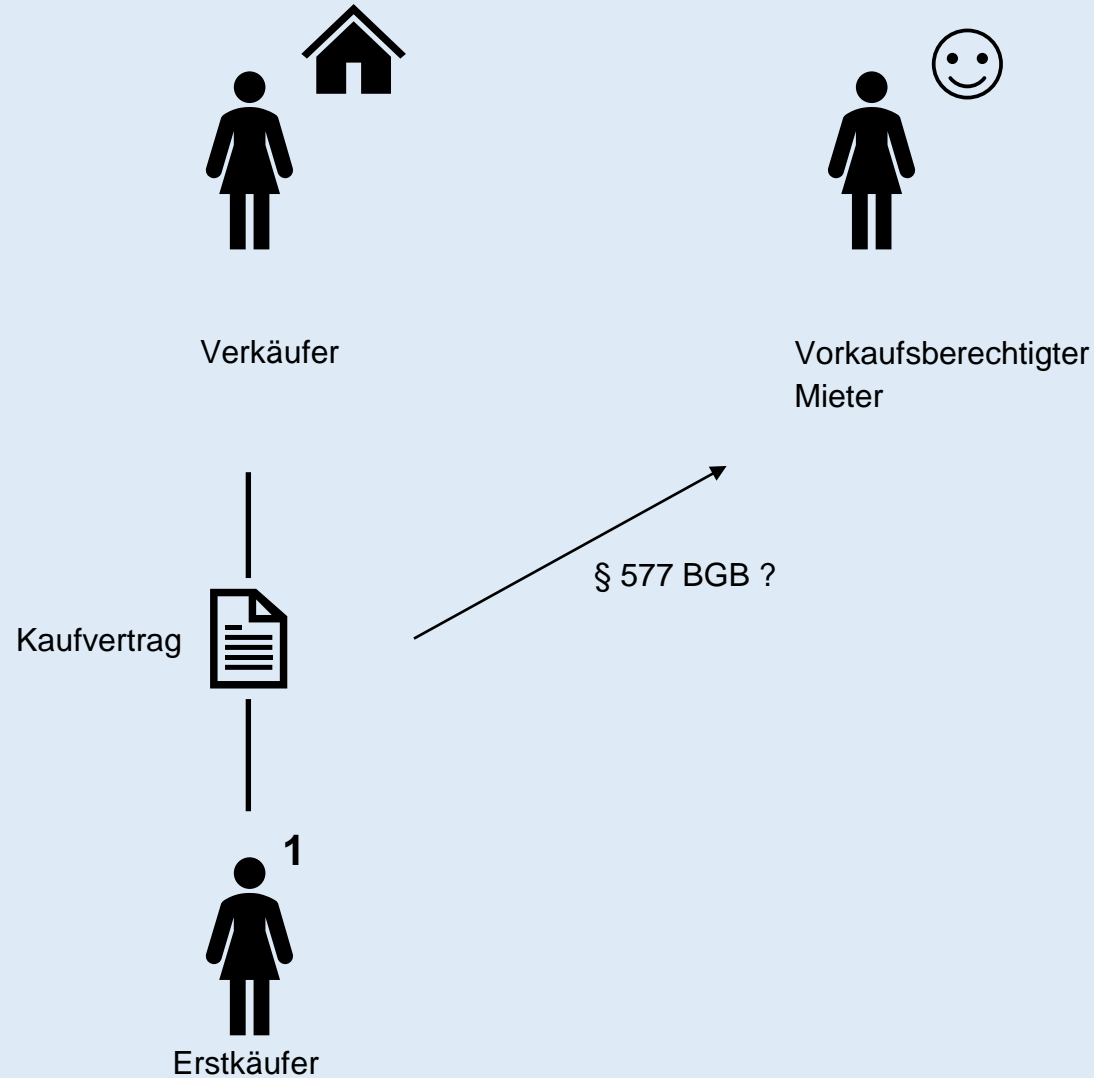 Verkäufer
Vorkaufsberechtigter
Mieter
§ 577 BGB ?
Kaufvertrag
1
Erstkäufer